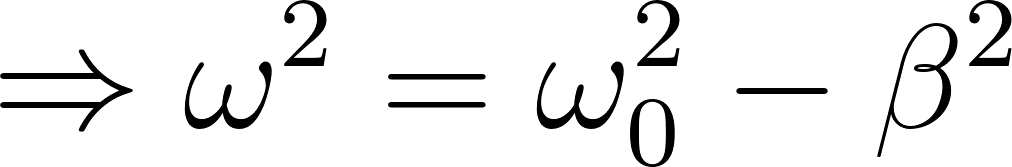 ⇒ ω² = ω₀² − β²